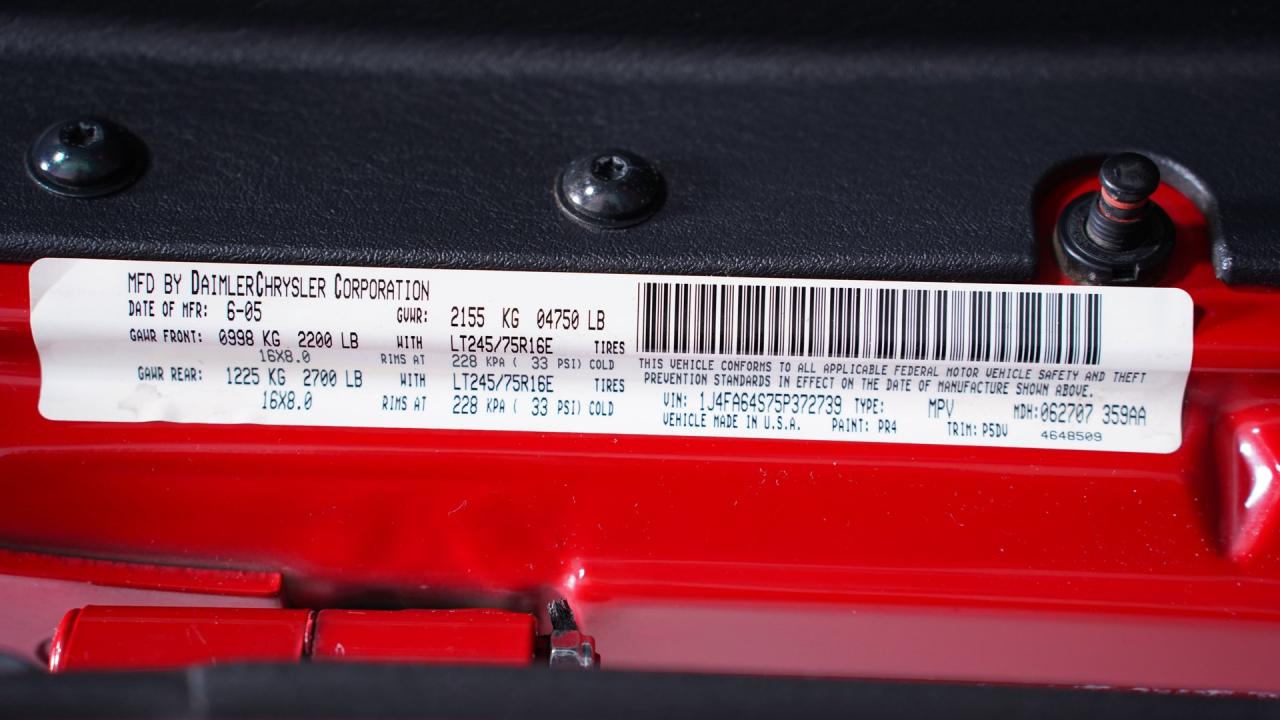 MFD BY DAIMLERCHRYSLER CORPORATION
DATE OF MFR: 6-05 GVWR: 2155 KG 04750 LB
GAWR FRONT: 0998 KG 2200 LB WITH LT245/75R16E TIRES
16X8.0 RIMS AT 228 KPA ( 33 PSI) COLD
GAWR REAR: 1225 KG 2700 LB WITH LT245/75R16E TIRES
16X8.0 RIMS AT 228 KPA ( 33 PSI) COLD
THIS VEHICLE CONFORMS TO ALL APPLICABLE FEDERAL MOTOR VEHICLE SAFETY AND THEFT
PREVENTION STANDARDS IN EFFECT ON THE DATE OF MANUFACTURE SHOWN ABOVE.
VIN: 1J4FA64S75P372739 TYPE: MPV MDH:062707 359AA
VEHICLE MADE IN U.S.A. PAINT: PR4 TRIM: P5DV 4648509